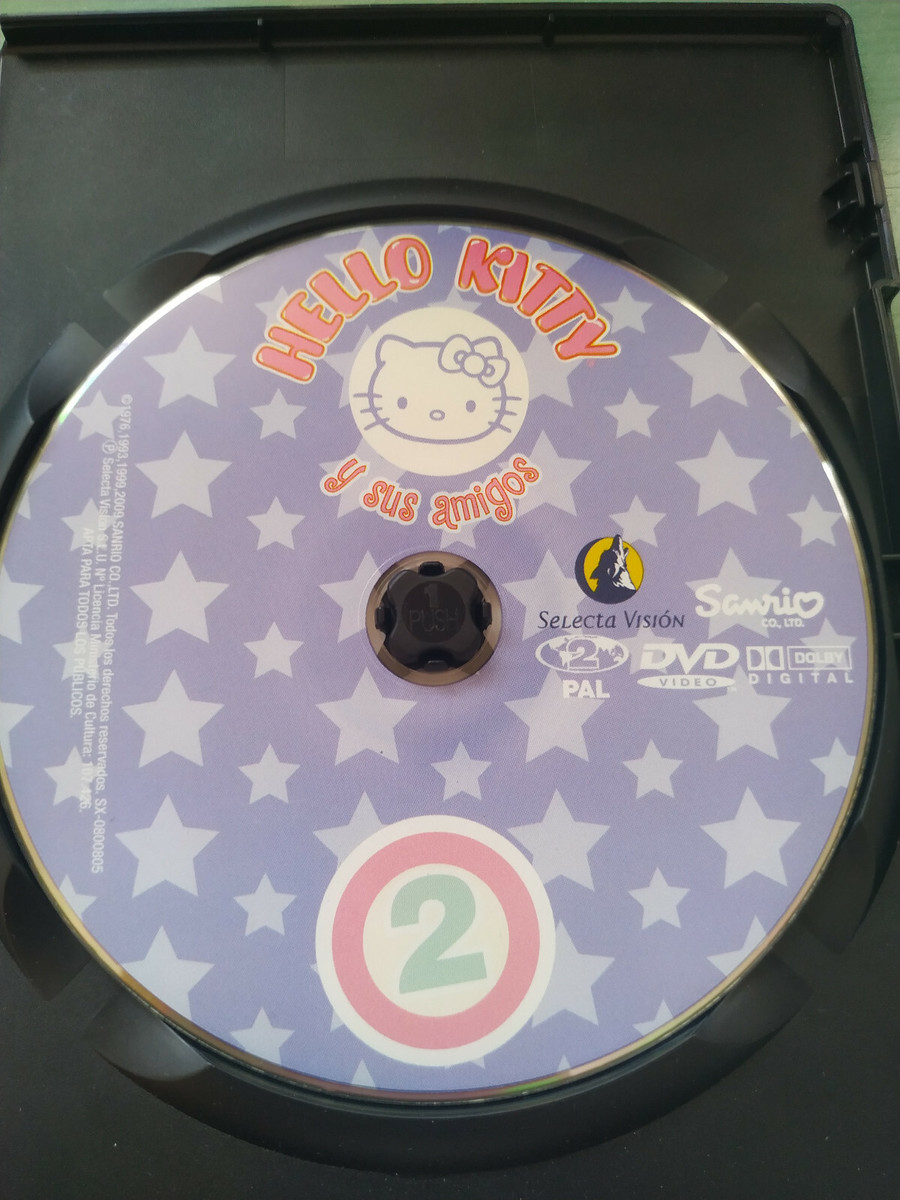 HELLO KITTY
y sus amigos
SELECTA VISIÓN
Sanrio
CO., LTD.
2
PAL
DVD
VIDEO
DOLBY
DIGITAL
1
PUSH
2
©1976,1993,1999, SANRIO CO., LTD. Todos los derechos reservados. SX-0800805
℗ Selecta Visión S.L.U. Nº Licencia Ministerio de Cultura:
APTA PARA TODOS LOS PÚBLICOS.